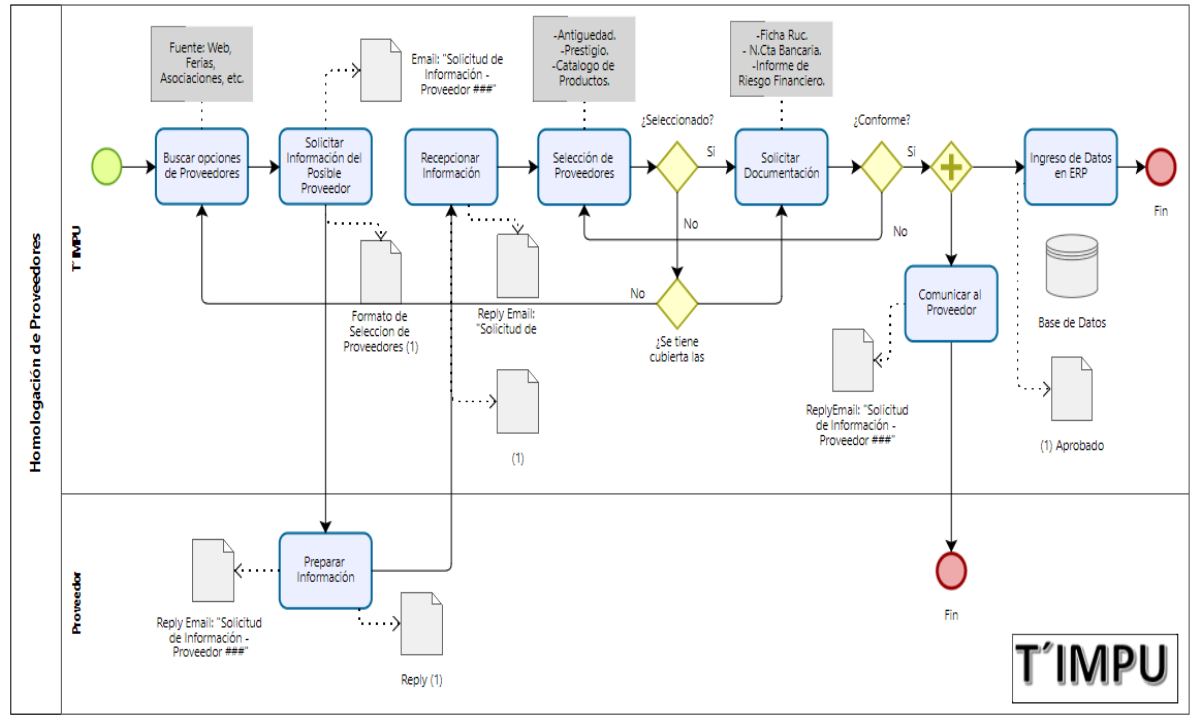 Homologación de Proveedores
T´IMPU
Fuente: Web,
Ferias,
Asociaciones, etc.
Email: "Solicitud de
Información -
Proveedor ###"
-Antiguedad.
-Prestigio.
-Catalogo de
Productos.
-Ficha Ruc.
- N.Cta Bancaria.
-Informe de
Riesgo Financiero.
Buscar opciones
de Proveedores
Solicitar
Información del
Posible
Proveedor
Recepcionar
Información
Selección de
Proveedores
¿Seleccionado?
Si
No
Solicitar
Documentación
¿Conforme?
Si
No
Ingreso de Datos
en ERP
Fin
Formato de
Seleccion de
Proveedores (1)
Reply Email:
"Solicitud de
No
¿Se tiene
cubierta las
Comunicar al
Proveedor
Base de Datos
(1)
ReplyEmail: "Solicitud
de Información -
Proveedor ###"
(1) Aprobado
Proveedor
Preparar
Información
Reply Email: "Solicitud
de Información -
Proveedor ###"
Reply (1)
Fin
T´IMPU